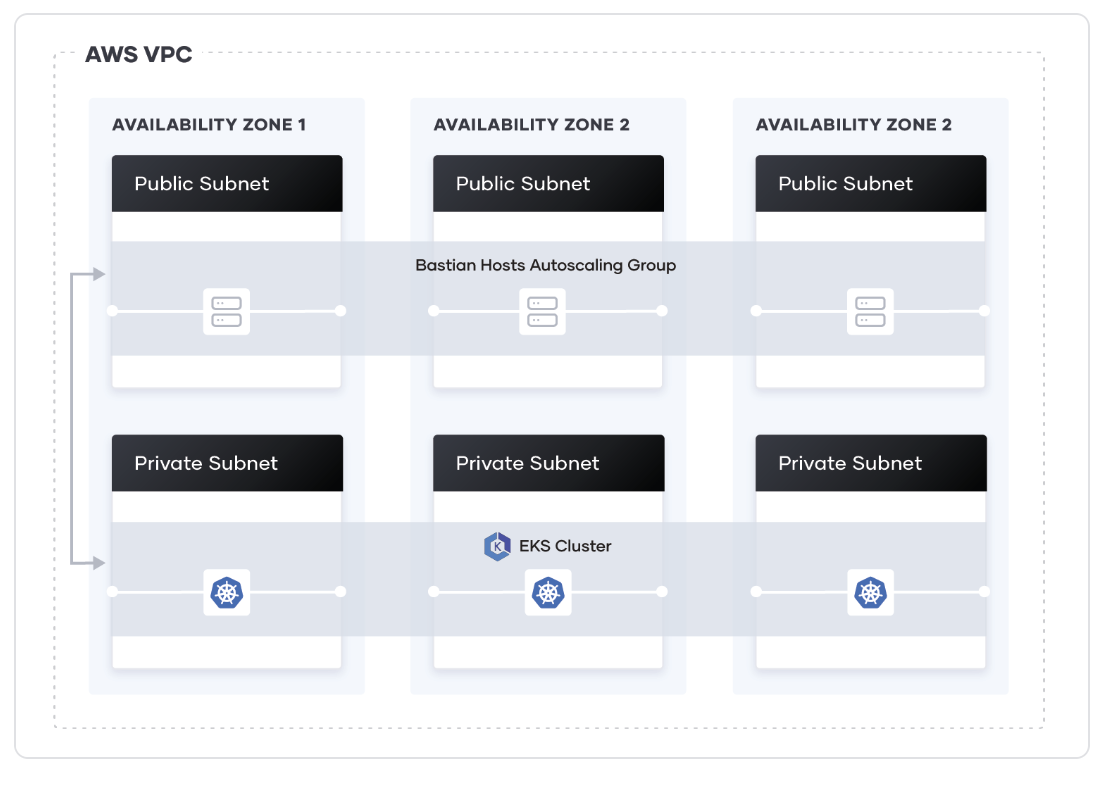 AWS VPC
AVAILABILITY ZONE 1
AVAILABILITY ZONE 2
AVAILABILITY ZONE 2
Public Subnet
Public Subnet
Public Subnet
Bastian Hosts Autoscaling Group
Private Subnet
Private Subnet
Private Subnet
K
EKS Cluster